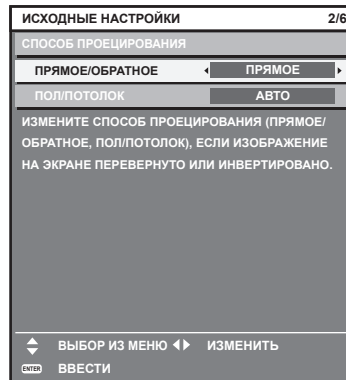 ИСХОДНЫЕ НАСТРОЙКИ 2/6
СПОСОБ ПРОЕЦИРОВАНИЯ
ПРЯМОЕ/ОБРАТНОЕ ПРЯМОЕ
ПОЛ/ПОТОЛОК АВТО
ИЗМЕНИТЕ СПОСОБ ПРОЕЦИРОВАНИЯ (ПРЯМОЕ/
ОБРАТНОЕ, ПОЛ/ПОТОЛОК), ЕСЛИ ИЗОБРАЖЕНИЕ
НА ЭКРАНЕ ПЕРЕВЕРНУТО ИЛИ ИНВЕРТИРОВАНО.
ВЫБОР ИЗ МЕНЮ ИЗМЕНИТЬ
ENTER ВВЕСТИ